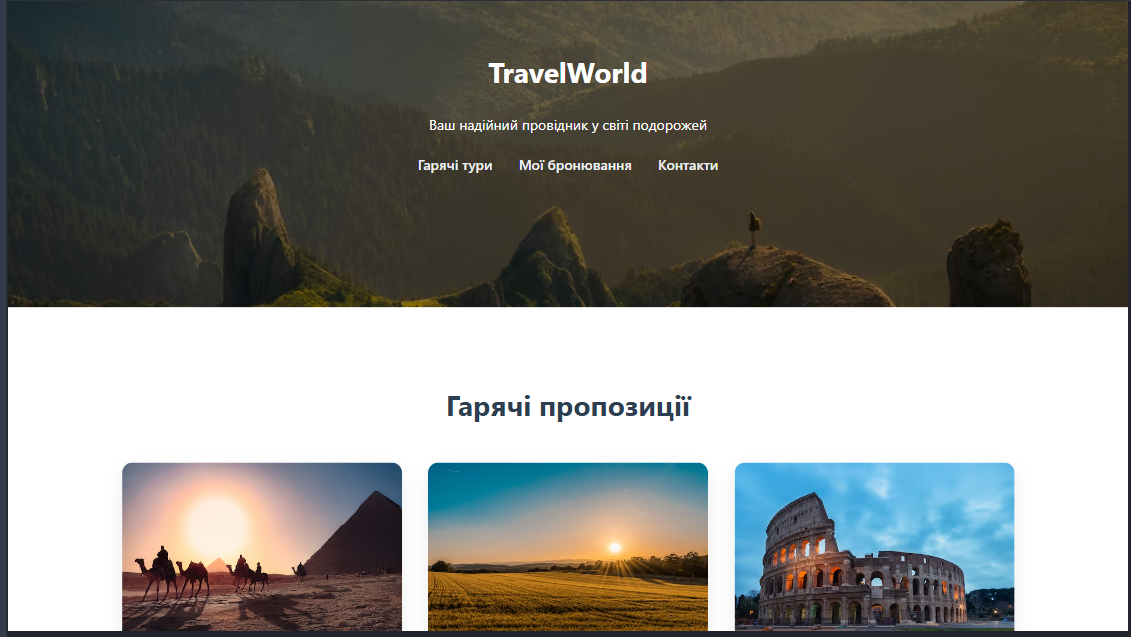 TravelWorld
Ваш надійний провідник у світі подорожей
Гарячі тури Мої бронювання Контакти
Гарячі пропозиції